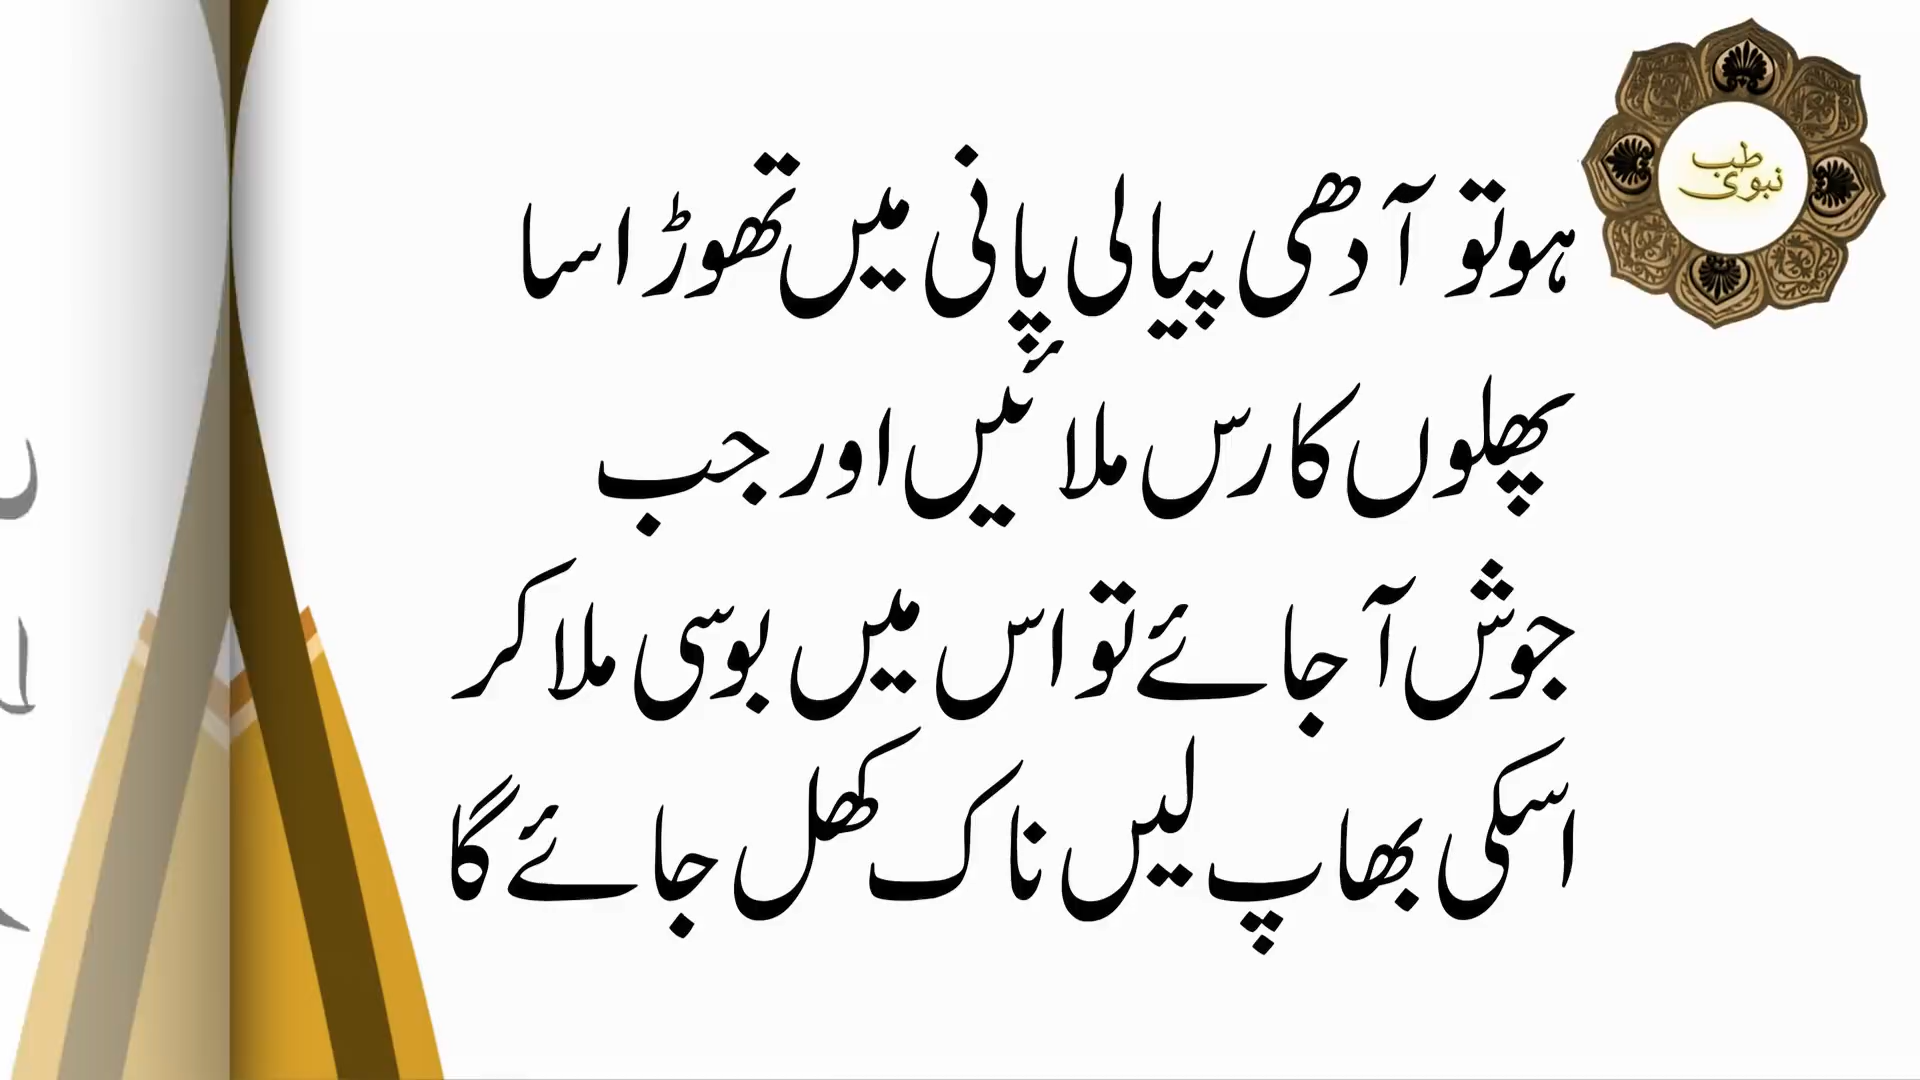 طب
نبوی
ہو تو آدھی پیالی پانی میں تھوڑا سا
پھلوں کا رس ملائیں اور جب
جوش آ جائے تو اس میں بوسی ملا کر
اسکی بھاپ لیں ناک کھل جائے گا